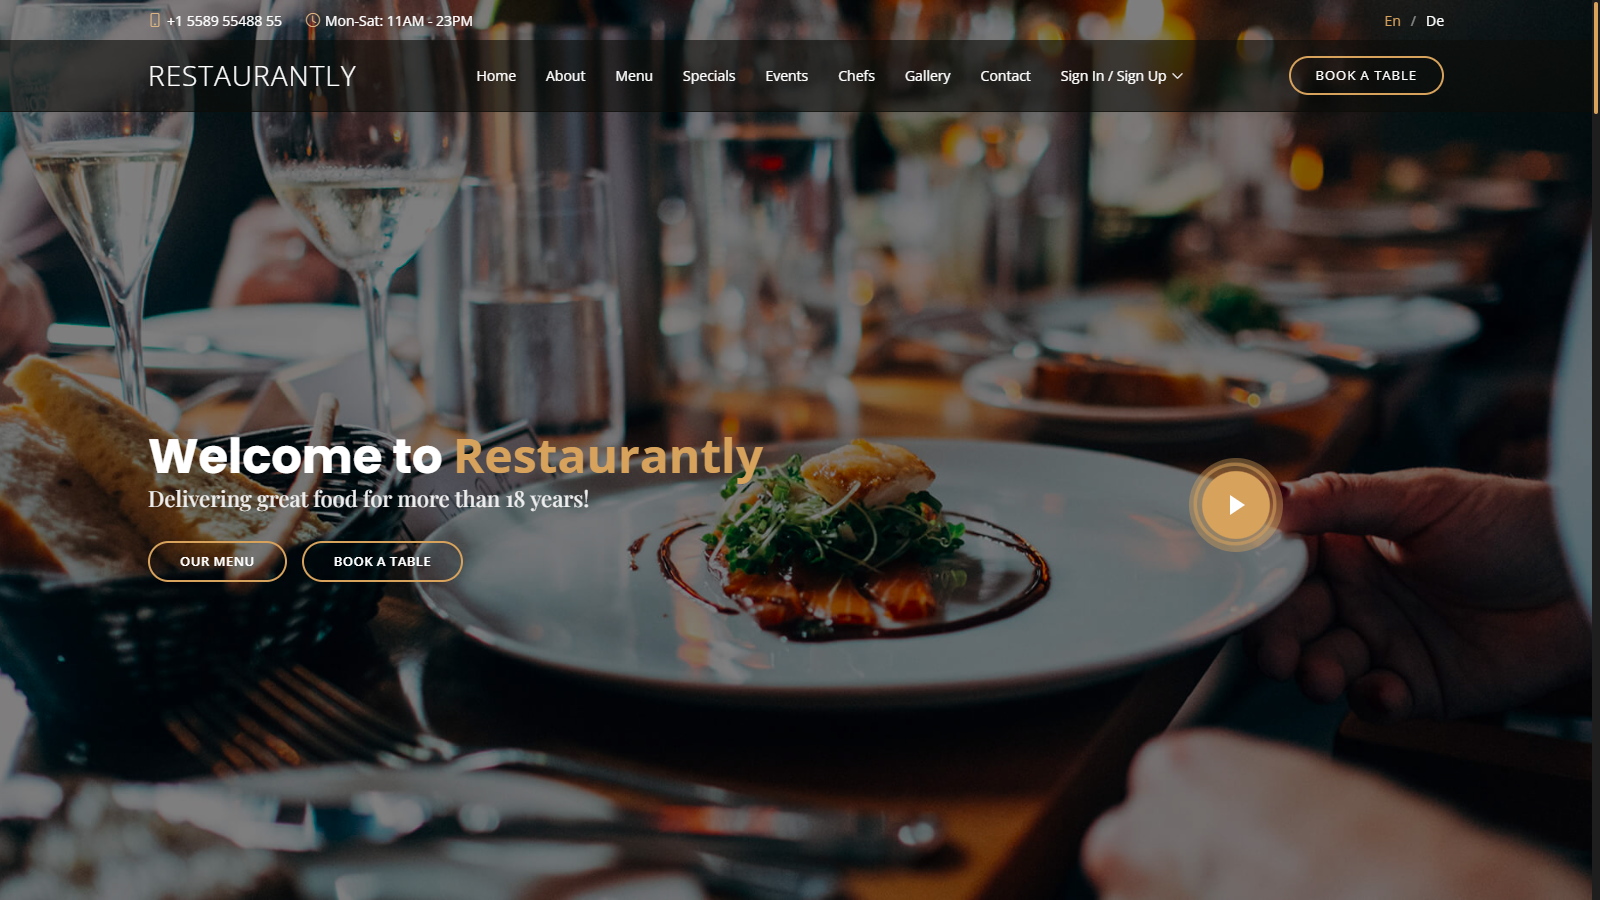 +1 5589 55488 55 Mon-Sat: 11AM - 23PM En / De
RESTAURANTLY Home About Menu Specials Events Chefs Gallery Contact Sign In / Sign Up BOOK A TABLE
Welcome to Restaurantly
Delivering great food for more than 18 years!
OUR MENU BOOK A TABLE